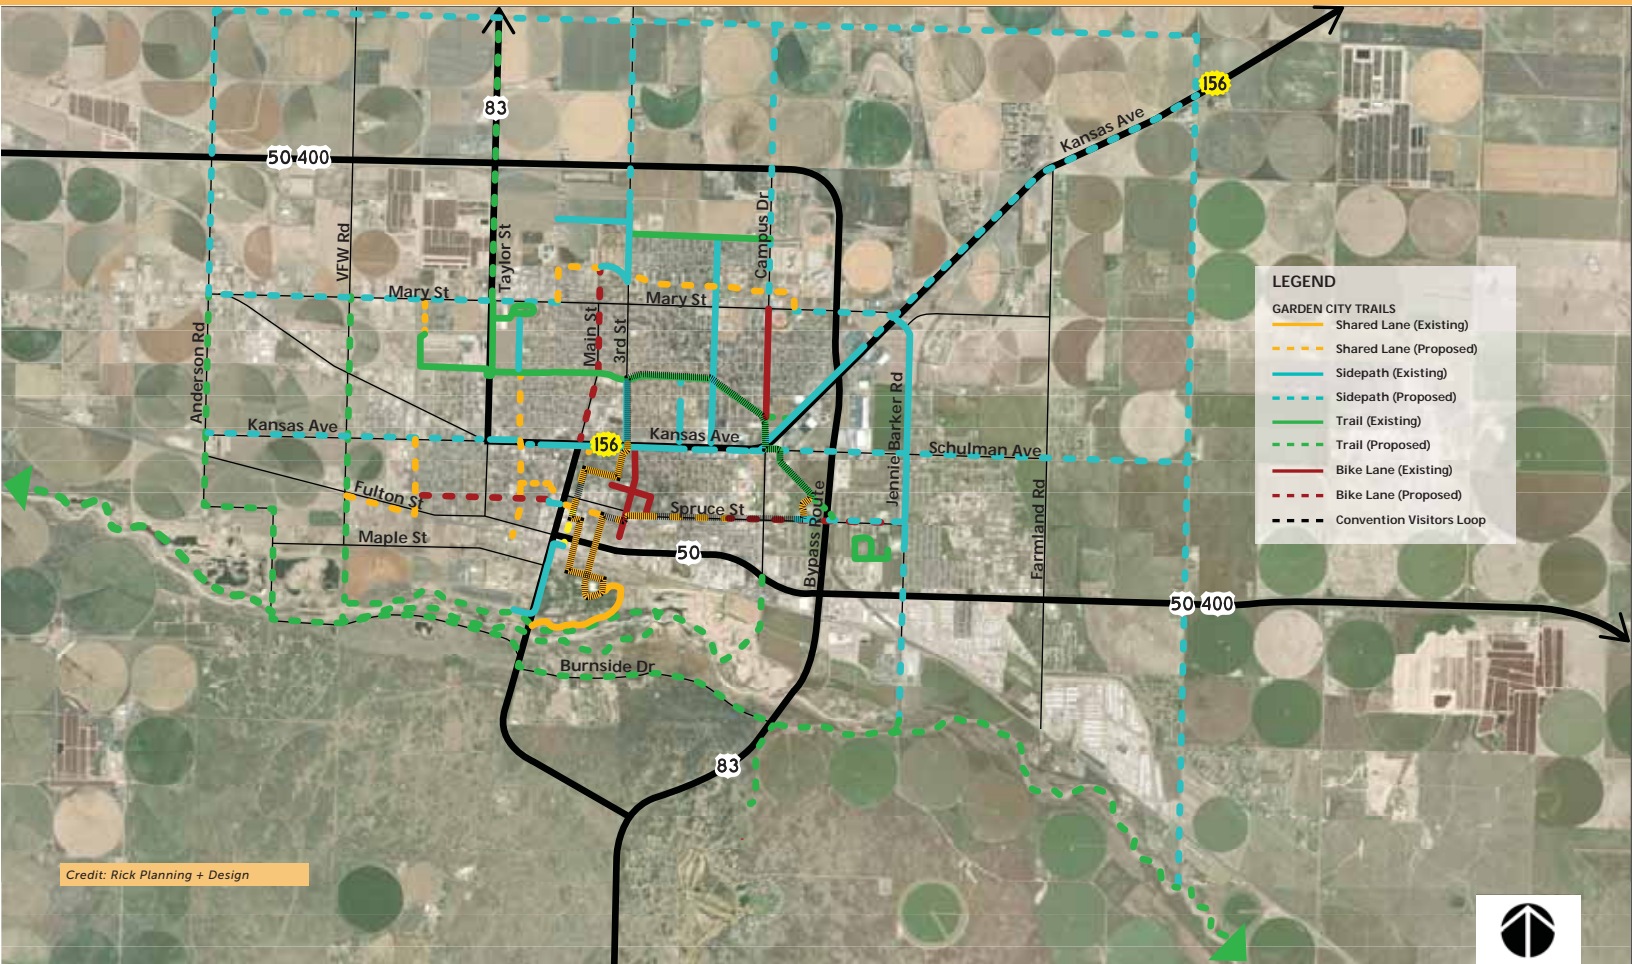 83
156
Kansas Ave
50 400
Campus Dr
VFW Rd
Taylor St
LEGEND
GARDEN CITY TRAILS
Shared Lane (Existing)
Shared Lane (Proposed)
Sidepath (Existing)
Sidepath (Proposed)
Trail (Existing)
Trail (Proposed)
Bike Lane (Existing)
Bike Lane (Proposed)
Convention Visitors Loop
Mary St
Mary St
Main St
3rd St
Anderson Rd
Kansas Ave
156
Kansas Ave
Jennie Barker Rd
Schulman Ave
Fulton St
Spruce St
Bypass Route
Farmland Rd
Maple St
50
50 400
Burnside Dr
83
Credit: Rick Planning + Design